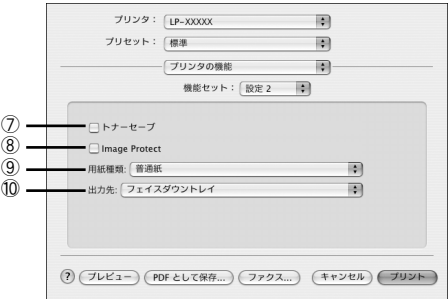 プリンタ： LP-XXXXX
プリセット： 標準
プリンタの機能
機能セット： 設定 2
⑦ トナーセーブ
⑧ Image Protect
⑨ 用紙種類: 普通紙
⑩ 出力先: フェイスダウントレイ
? プレビュー PDF として保存... ファクス... キャンセル プリント